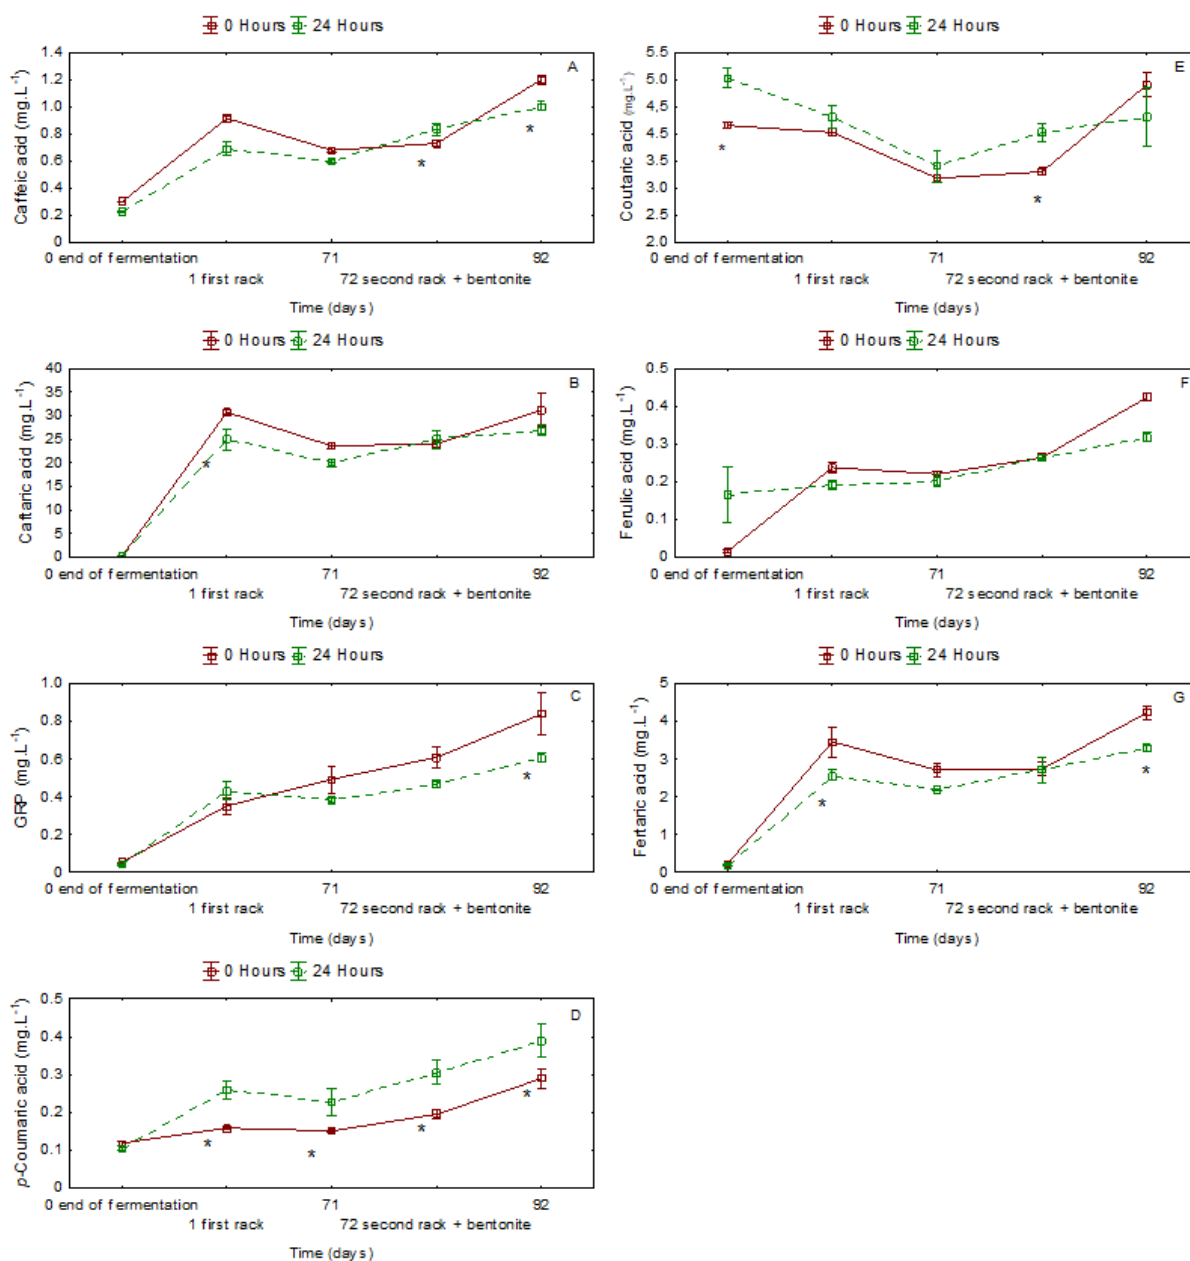 0 Hours 24 Hours
A
Caffeic acid (mg.L⁻¹)
1.4
1.2
1.0
0.8
0.6
0.4
0.2
0
*
*
0 end of fermentation 71 92
1 first rack 72 second rack + bentonite
Time (days)
0 Hours 24 Hours
E
Coutaric acid (mg.L⁻¹)
5.5
5.0
4.5
4.5
3.5
3.0
2.5
2.0
*
*
0 end of fermentation 71 92
1 first rack 72 second rack + bentonite
Time (days)
0 Hours 24 Hours
B
Caftaric acid (mg.L⁻¹)
40
35
30
25
20
15
10
5
0
*
0 end of fermentation 71 92
1 first rack 72 second rack + bentonite
Time (days)
0 Hours 24 Hours
F
Ferulic acid (mg.L⁻¹)
0.5
0.4
0.3
0.2
0.1
0
0 end of fermentation 71 92
1 first rack 72 second rack + bentonite
Time (days)
0 Hours 24 Hours
C
GRP (mg.L⁻¹)
1.0
0.8
0.6
0.4
0.2
0
*
0 end of fermentation 71 92
1 first rack 72 second rack + bentonite
Time (days)
0 Hours 24 Hours
G
Fertaric acid (mg.L⁻¹)
5
4
3
2
1
0
*
*
0 end of fermentation 71 92
1 first rack 72 second rack + bentonite
Time (days)
0 Hours 24 Hours
D
p-Coumaric acid (mg.L⁻¹)
0.5
0.4
0.3
0.2
0.1
0
*
*
*
*
0 end of fermentation 71 92
1 first rack 72 second rack + bentonite
Time (days)